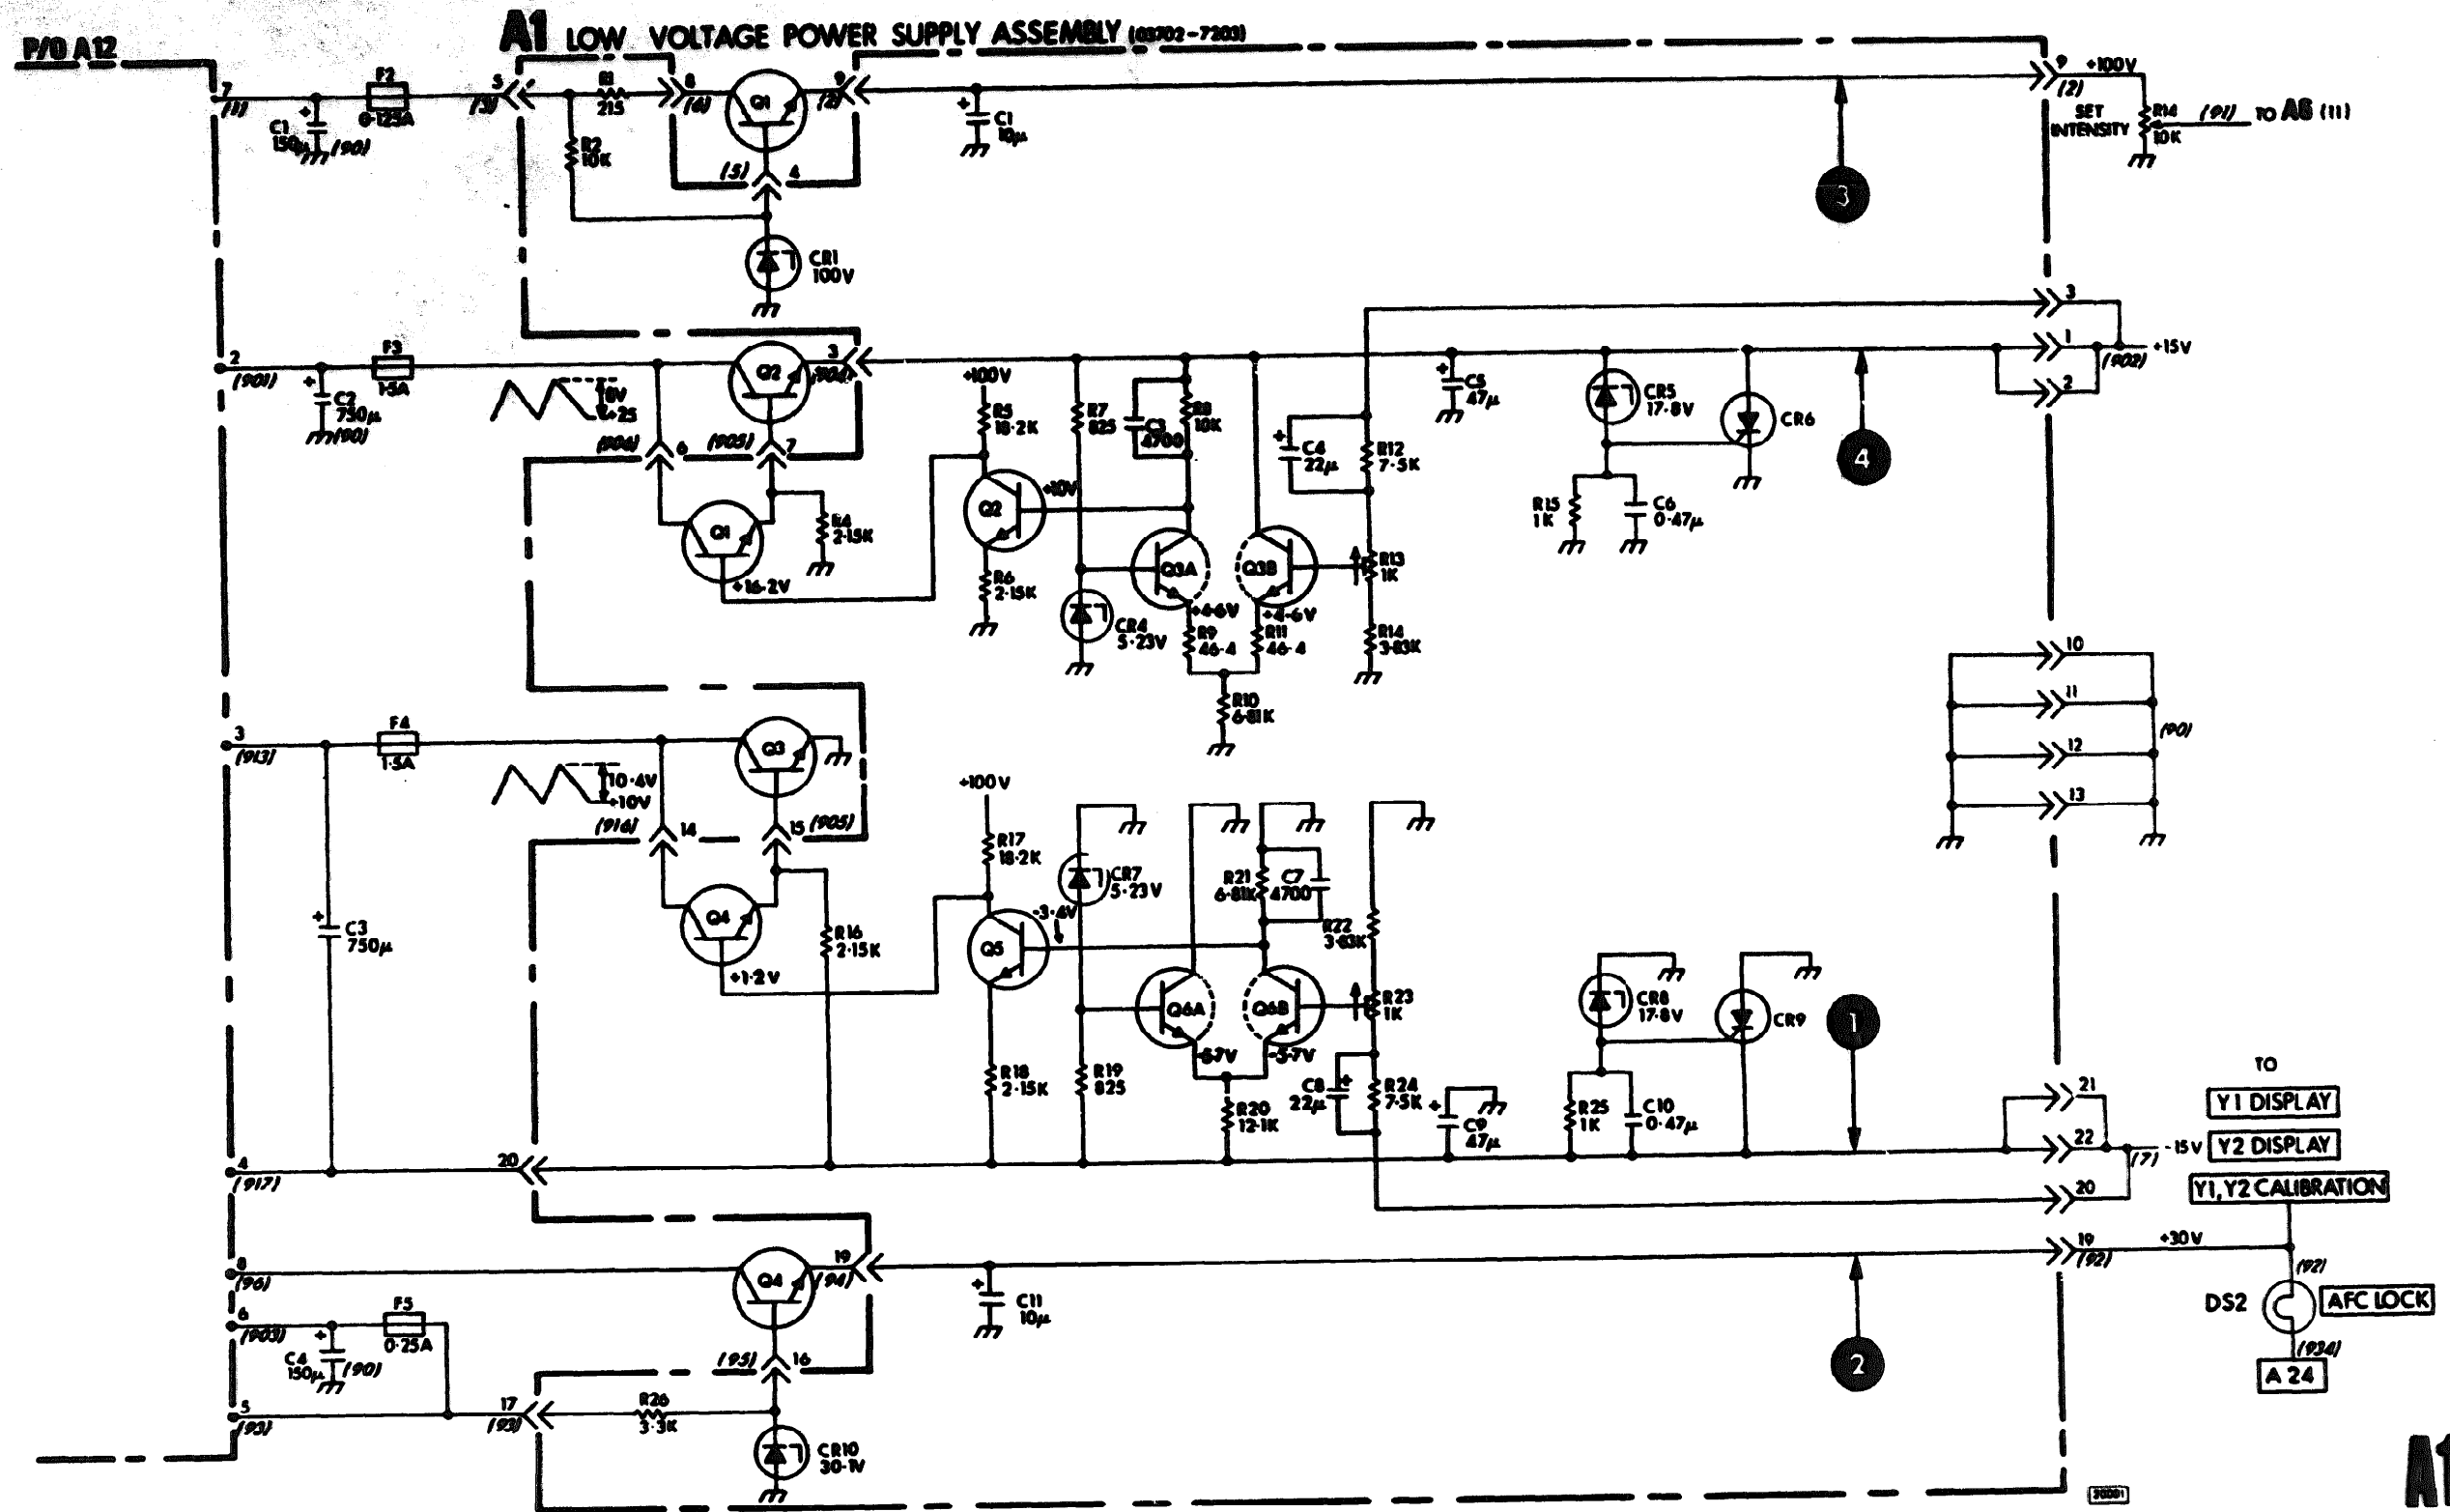 P/O A12
A1 LOW VOLTAGE POWER SUPPLY ASSEMBLY (03702-7203)
7
(1)
C1
150μ
(90)
F2
0·125A
5
(3)
R1
215
R2
10K
8
(6)
Q1
9
(2)
(5)
4
CR1
100V
C1
10μ
9
+100V
(2)
SET
INTENSITY
R14
10K
(91)
TO A6 (11)
3
2
(901)
C2
750μ
(90)
F3
1·5A
8V
+25
Q2
3
(904)
(906)
6
(905)
7
Q1
+16·2V
R4
2·15K
+100V
R5
18·2K
Q2
+10V
R6
2·15K
R7
825
C3
4700
R8
10K
CR4
5·23V
Q3A
Q3B
+4·6V
+4·6V
R9
46·4
R11
46·4
R10
6·81K
C4
22μ
R12
7·5K
R13
1K
R14
3·83K
C5
47μ
CR5
17·8V
CR6
R15
1K
C6
0·47μ
4
3
1
2
+15V
(902)
10
11
12
13
(90)
3
(913)
F4
1·5A
10·4V
+10V
Q3
(916)
14
15
(905)
C3
750μ
Q4
+1·2V
R16
2·15K
+100V
R17
18·2K
Q5
-3·4V
R18
2·15K
CR7
5·23V
R19
825
Q6A
Q6B
-5·7V
-5·7V
R20
12·1K
R21
6·81K
C7
4700
R22
3·83K
R23
1K
C8
22μ
R24
7·5K
C9
47μ
CR8
17·8V
CR9
R25
1K
C10
0·47μ
1
21
22
20
-15V
(7)
TO
Y1 DISPLAY
Y2 DISPLAY
Y1, Y2 CALIBRATION
4
(917)
20
8
(96)
6
(903)
C4
150μ
(90)
F5
0·25A
5
(93)
17
(93)
R26
3·3K
Q4
19
(94)
(95)
16
CR10
30·1V
C11
10μ
2
19
(92)
+30V
(92)
DS2
AFC LOCK
(934)
A 24
A1